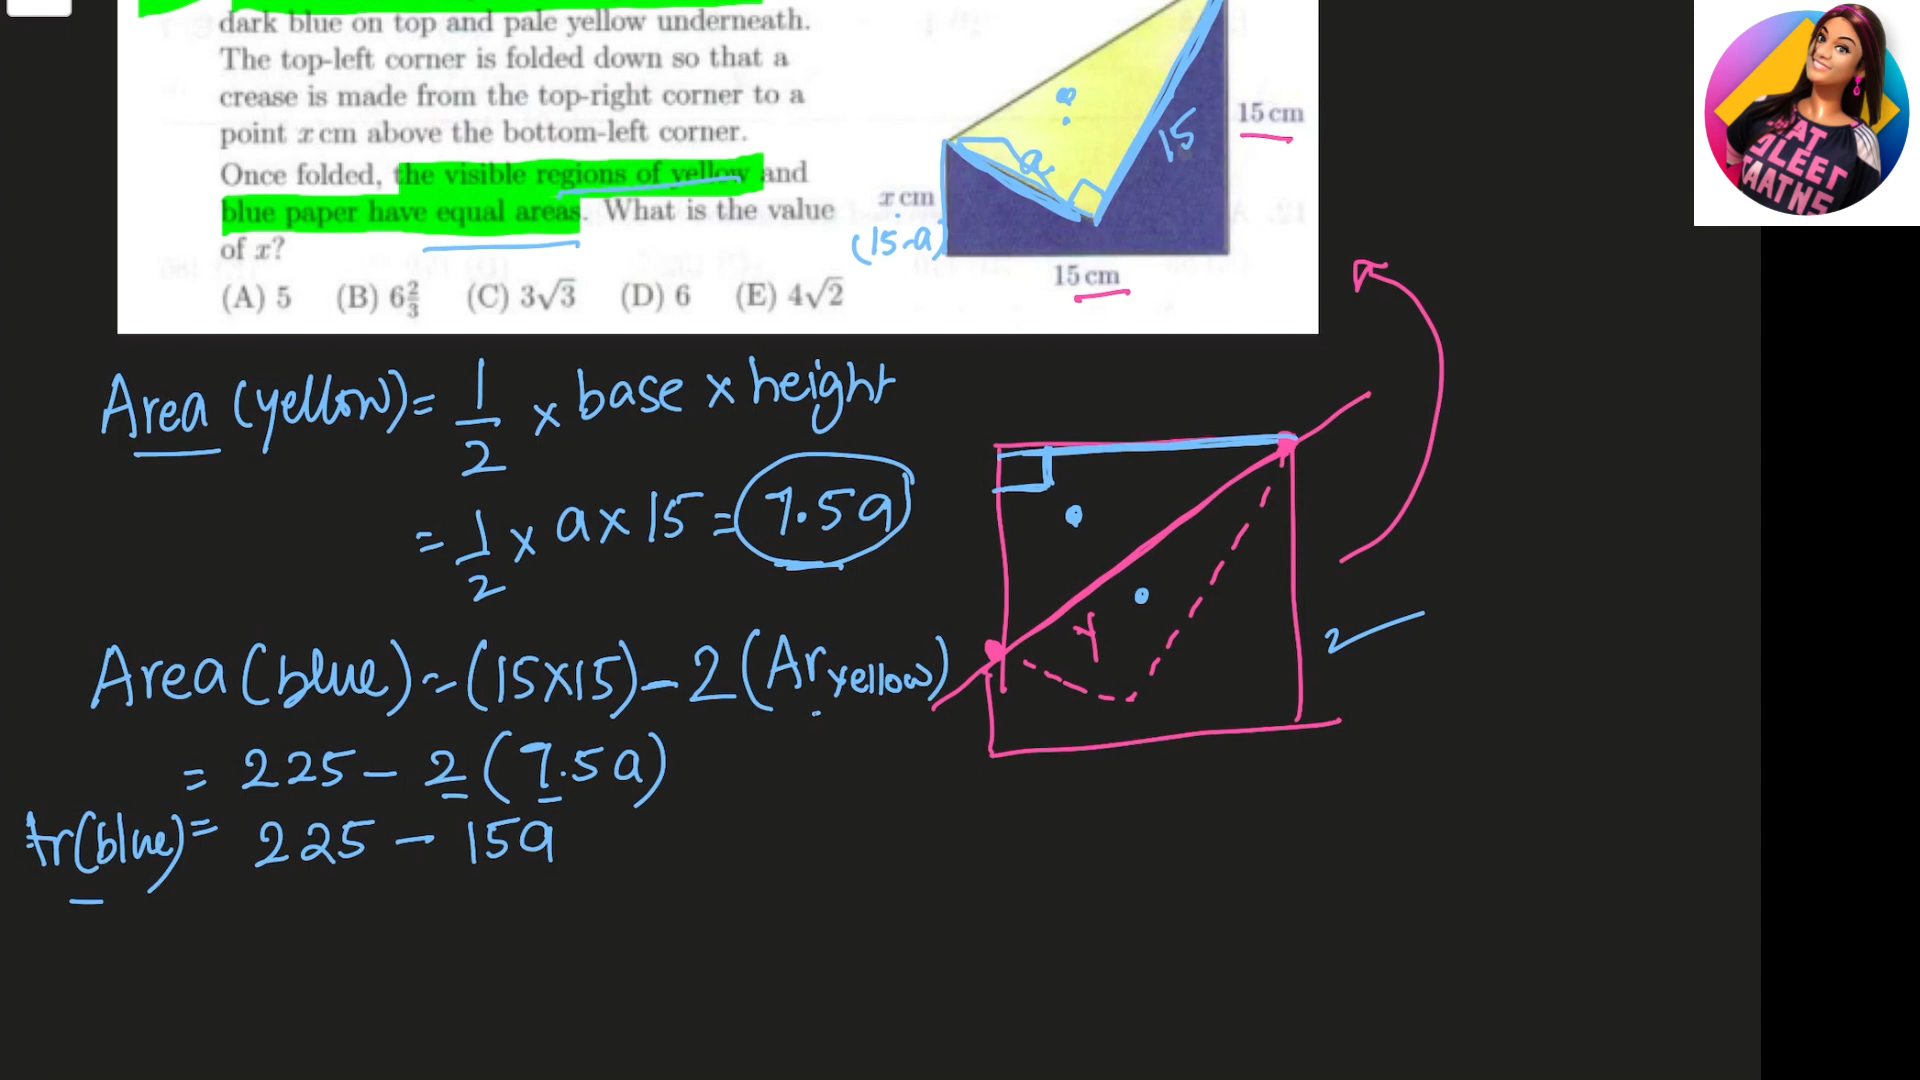 dark blue on top and pale yellow underneath.
The top-left corner is folded down so that a
crease is made from the top-right corner to a
point x cm above the bottom-left corner.
Once folded, the visible regions of yellow and
blue paper have equal areas. What is the value
of x?
(A) 5 (B) 6⅔ (C) 3√3 (D) 6 (E) 4√2
15 cm
15
a
x cm
(15-a)
15 cm
Area (yellow) = 1/2 × base × height
= 1/2 × a × 15 = 7.5a
Area (blue) = (15×15) - 2 (Ar yellow)
= 225 - 2 (7.5a)
Ar(blue) = 225 - 15a
Y
AT